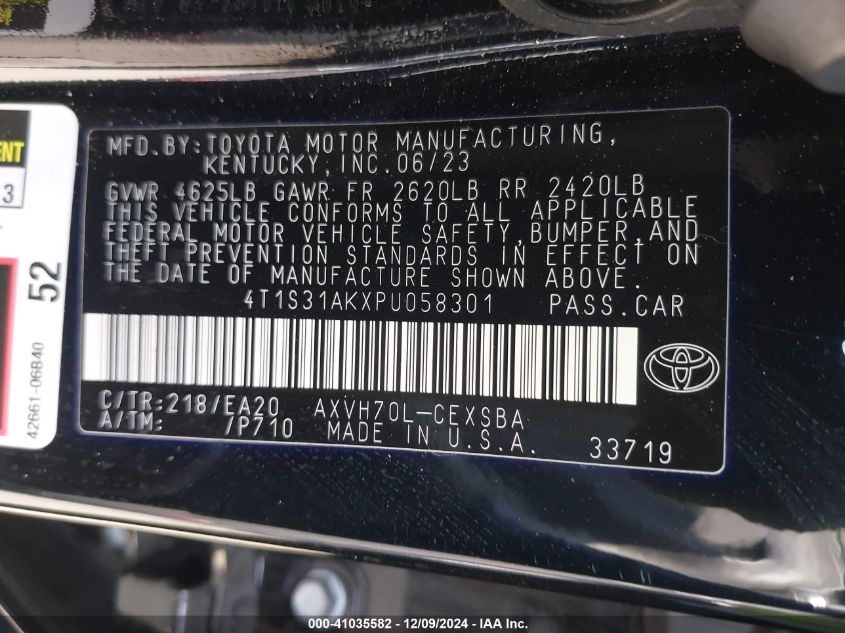 MFD.BY:TOYOTA MOTOR MANUFACTURING,
KENTUCKY,INC.06/23
GVWR 4625LB GAWR FR 2620LB RR 2420LB
THIS VEHICLE CONFORMS TO ALL APPLICABLE
FEDERAL MOTOR VEHICLE SAFETY,BUMPER,AND
THEFT PREVENTION STANDARDS IN EFFECT ON
THE DATE OF MANUFACTURE SHOWN ABOVE.
4T1S31AKXPU058301 PASS.CAR
C/TR:218/EA20 AXVH70L-CEXSBA
A/TM: /P710 MADE IN U.S.A. 33719
52
42661-06B40
3
000-41035582 / 12/09/2024 - IAA Inc.